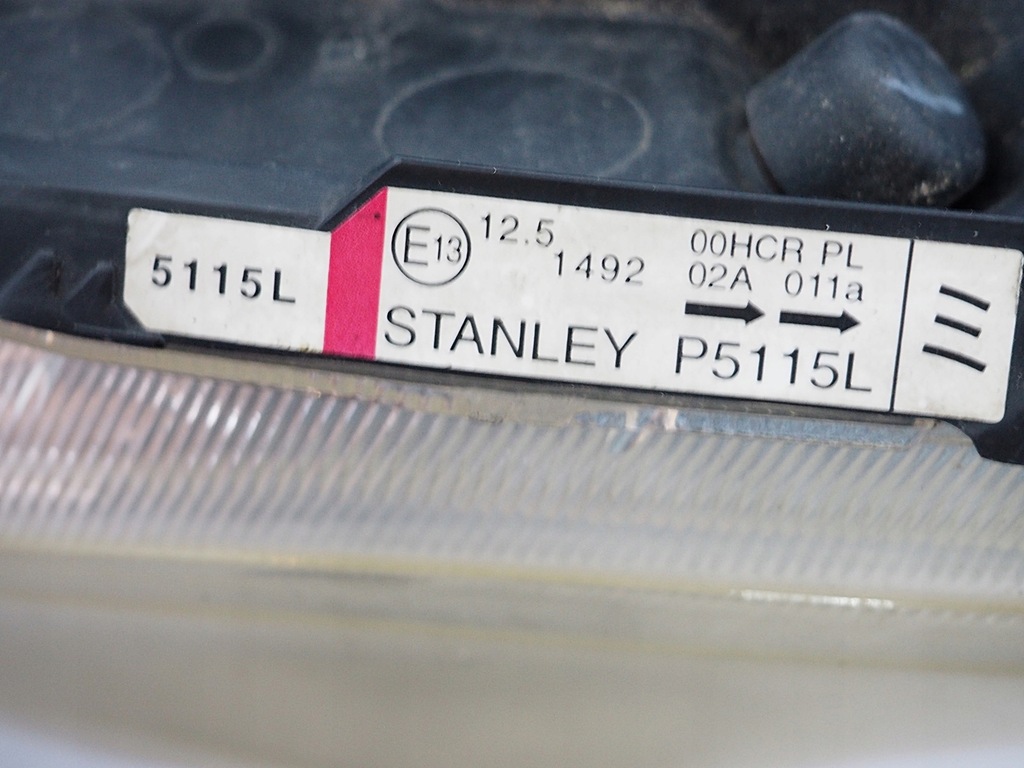 5115L
E13 12.5
1492
00HCR PL
02A 011a
STANLEY P5115L